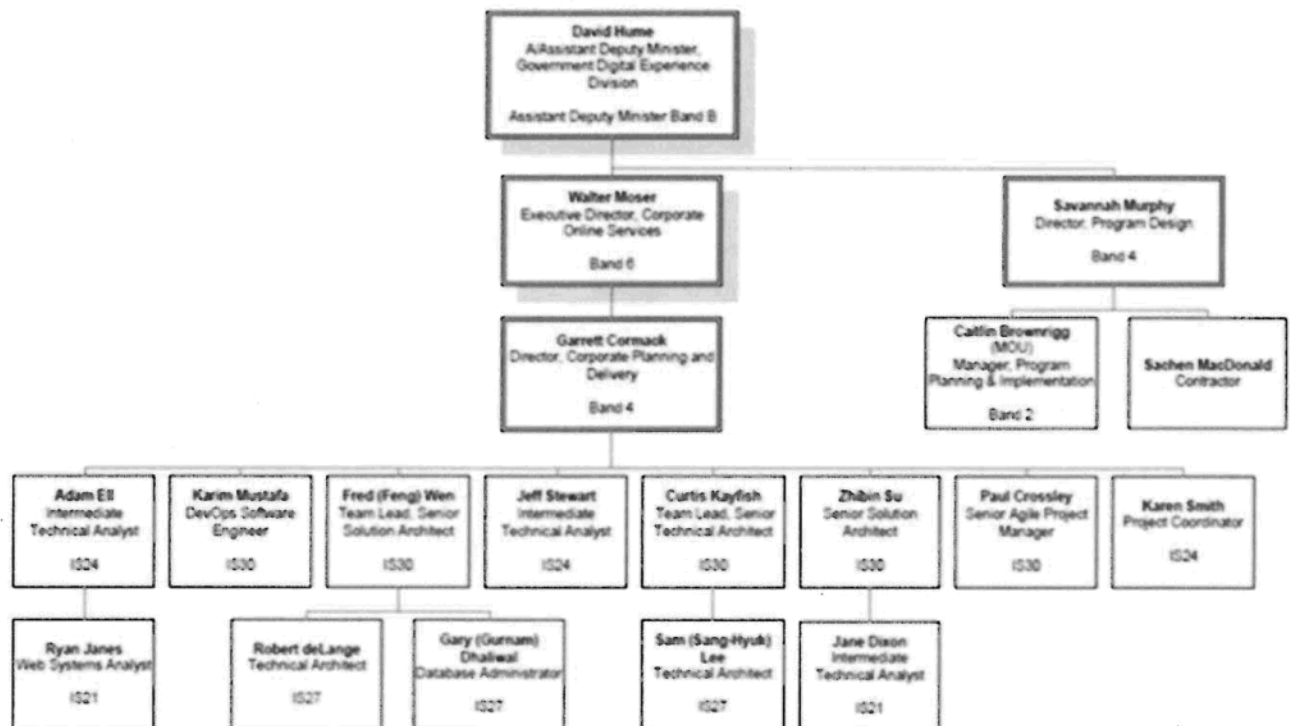 David Hume
A/Assistant Deputy Minister,
Government Digital Experience
Division
Assistant Deputy Minister Band B
Walter Moser
Executive Director, Corporate
Online Services
Band 6
Savannah Murphy
Director, Program Design
Band 4
Garrett Cormack
Director, Corporate Planning and
Delivery
Band 4
Caitlin Brownrigg
(MOU)
Manager, Program
Planning & Implementation
Band 2
Sachen MacDonald
Contractor
Adam Ell
Intermediate
Technical Analyst
IS24
Karim Mustafa
DevOps Software
Engineer
IS30
Fred (Feng) Wen
Team Lead, Senior
Solution Architect
IS30
Jeff Stewart
Intermediate
Technical Analyst
IS24
Curtis Kayfish
Team Lead, Senior
Technical Architect
IS30
Zhibin Su
Senior Solution
Architect
IS30
Paul Crossley
Senior Agile Project
Manager
IS30
Karen Smith
Project Coordinator
IS24
Ryan Janes
Web Systems Analyst
IS21
Robert deLange
Technical Architect
IS27
Gary (Gurnam)
Dhaliwal
Database Administrator
IS27
Sam (Sang-Hyuk)
Lee
Technical Architect
IS27
Jane Dixon
Intermediate
Technical Analyst
IS21